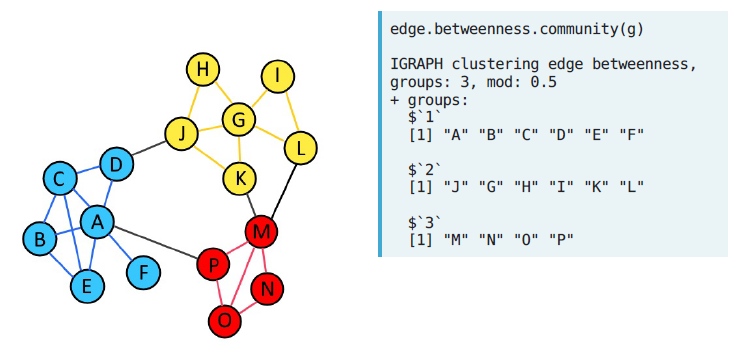 edge.betweenness.community(g)
IGRAPH clustering edge betweenness,
groups: 3, mod: 0.5
+ groups:
$`1`
[1] "A" "B" "C" "D" "E" "F"
$`2`
[1] "J" "G" "H" "I" "K" "L"
$`3`
[1] "M" "N" "O" "P"
H
I
G
J
L
D
C
K
A
M
B
P
F
E
N
O